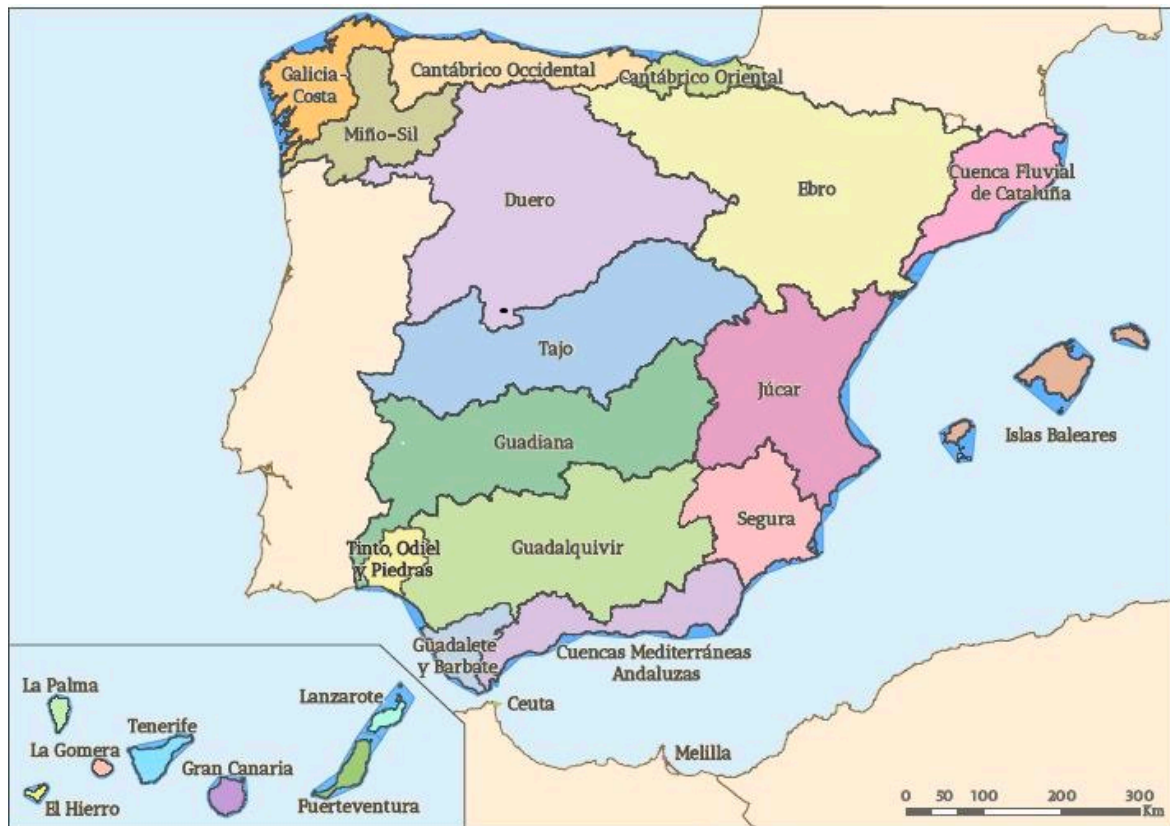 Galicia-
Costa
Cantábrico Occidental
Cantábrico Oriental
Miño-Sil
Duero
Ebro
Cuenca Fluvial
de Cataluña
Tajo
Júcar
Islas Baleares
Guadiana
Segura
Guadalquivir
Tinto, Odiel
y Piedras
Guadalete
y Barbate
Cuencas Mediterráneas
Andaluzas
Ceuta
Melilla
La Palma
Lanzarote
Tenerife
La Gomera
Gran Canaria
El Hierro
Fuerteventura
0 50 100 200 300
Km